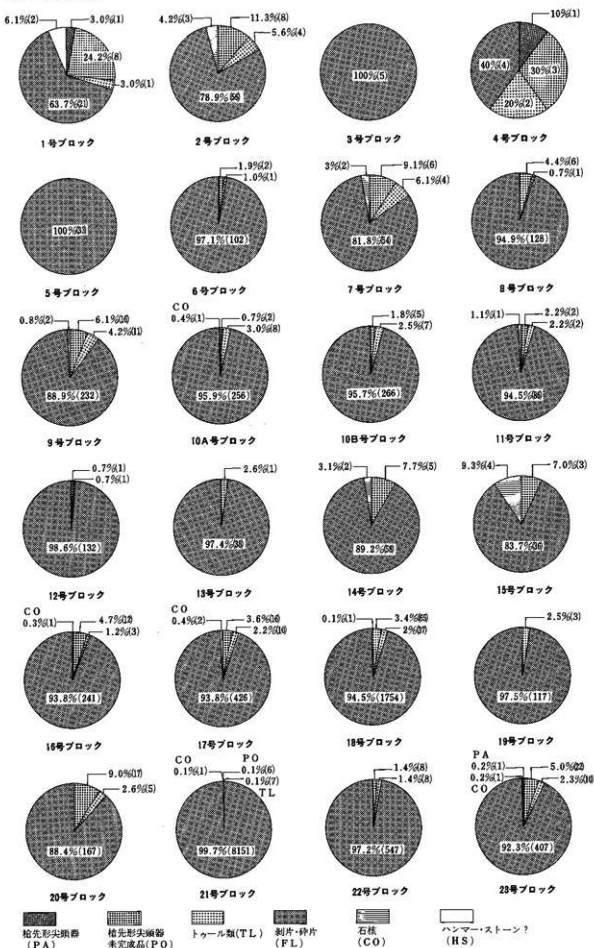 6.1%(2) 3.0%(1)
24.2%(8)
3.0%(1)
63.7%(21)
1号ブロック
4.2%(3) 11.3%(8)
5.6%(4)
78.9%(56)
2号ブロック
100%(5)
3号ブロック
10%(1)
40%(4) 30%(3)
20%(2)
4号ブロック
100%(33)
5号ブロック
1.9%(2)
1.0%(1)
97.1%(102)
6号ブロック
3%(2) 9.1%(6)
6.1%(4)
81.8%(54)
7号ブロック
4.4%(6)
0.7%(1)
94.9%(128)
8号ブロック
0.8%(2) 6.1%(16)
4.2%(11)
88.9%(232)
9号ブロック
CO
0.4%(1) 0.7%(2)
3.0%(8)
95.9%(256)
10A号ブロック
1.8%(5)
2.5%(7)
95.7%(266)
10B号ブロック
1.1%(1) 2.2%(2)
2.2%(2)
94.5%(86)
11号ブロック
0.7%(1)
0.7%(1)
98.6%(132)
12号ブロック
2.6%(1)
97.4%(38)
13号ブロック
3.1%(2) 7.7%(5)
89.2%(58)
14号ブロック
9.3%(4) 7.0%(3)
83.7%(36)
15号ブロック
CO
0.3%(1) 4.7%(12)
1.2%(3)
93.8%(241)
16号ブロック
CO
0.4%(2) 3.6%(16)
2.2%(10)
93.8%(426)
17号ブロック
0.1%(1) 3.4%(65)
2%(37)
94.5%(1754)
18号ブロック
2.5%(3)
97.5%(117)
19号ブロック
9.0%(17)
2.6%(5)
88.4%(167)
20号ブロック
CO PO
0.1%(1) 0.1%(6)
0.1%(7)
TL
99.7%(8151)
21号ブロック
1.4%(8)
1.4%(8)
97.2%(547)
22号ブロック
PA
0.2%(1) 5.0%(22)
0.2%(1) 2.3%(10)
CO
92.3%(407)
23号ブロック
槍先形尖頭器
(PA)
槍先形尖頭器
未完成品(PO)
トゥール類(TL)
剥片・砕片
(FL)
石核
(CO)
ハンマー・ストーン?
(HS)